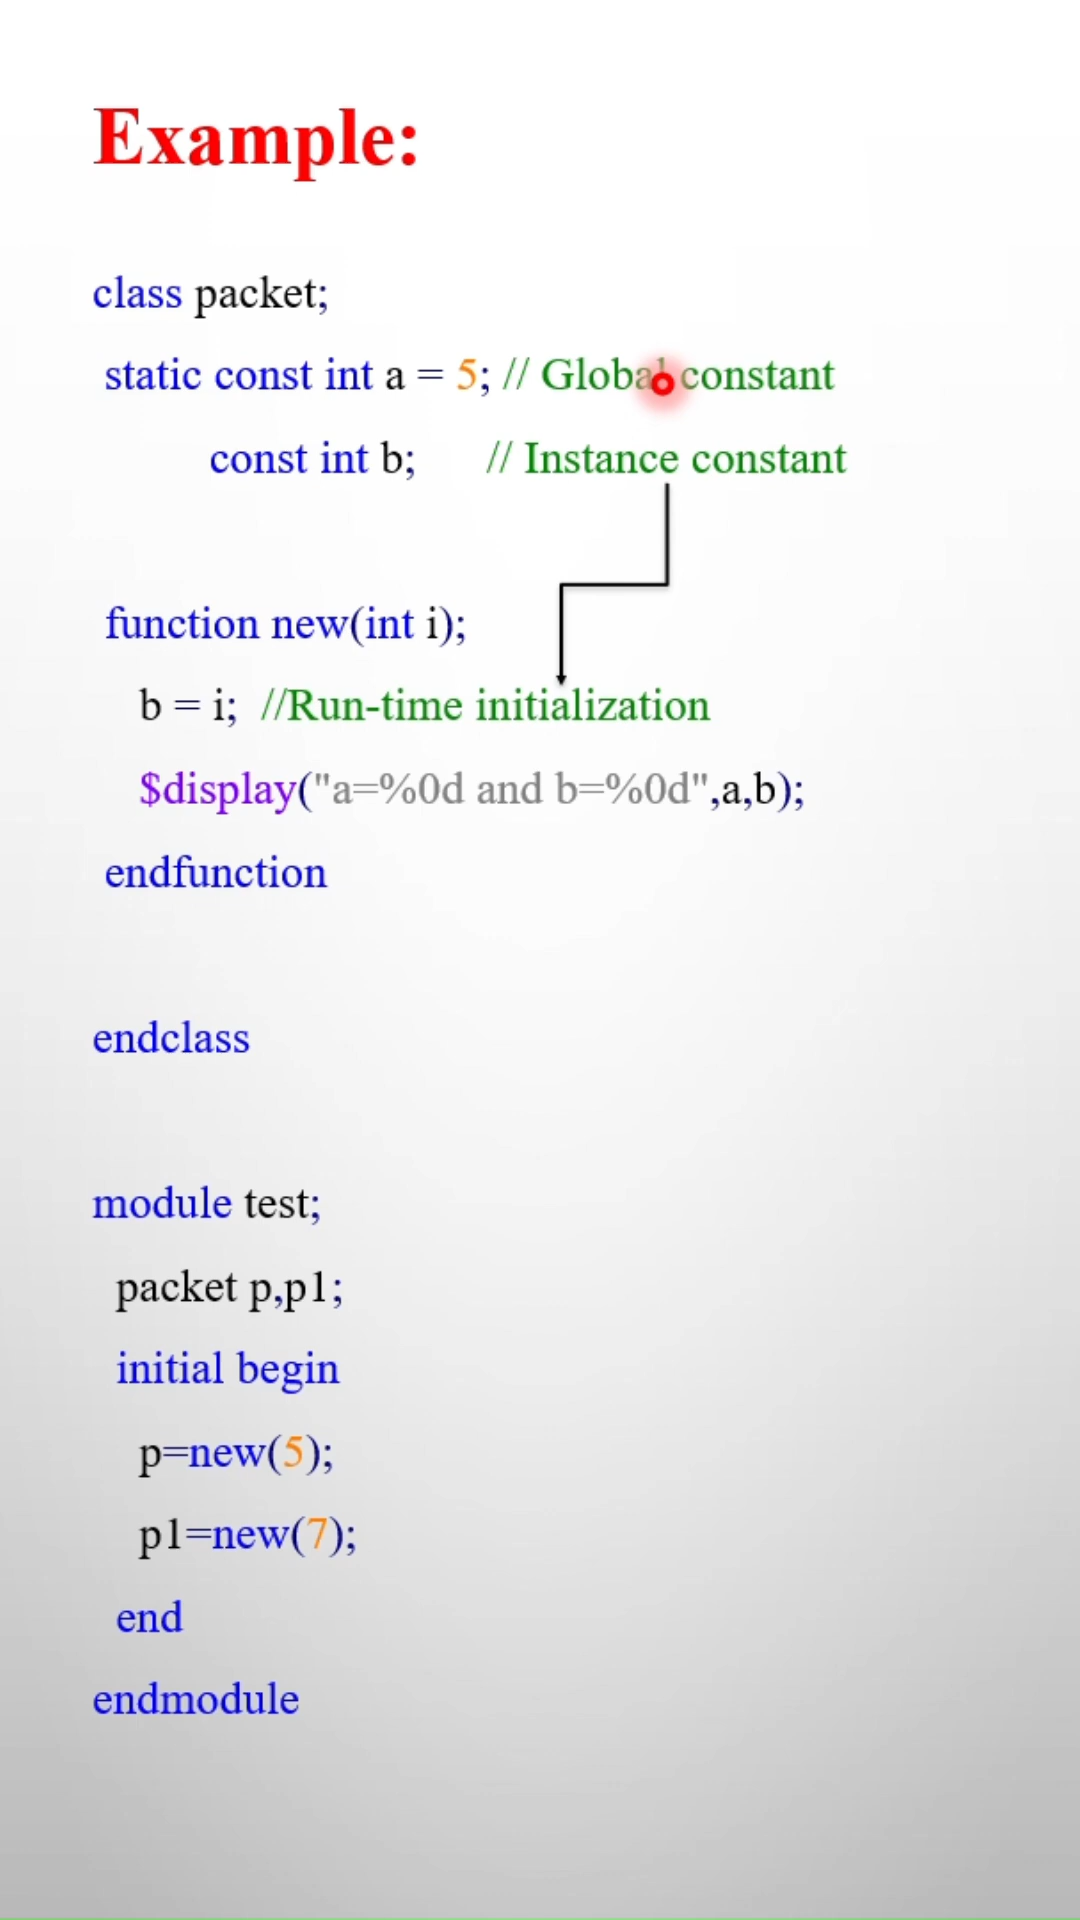 Example:
class packet;
static const int a = 5; // Global constant
const int b; // Instance constant
function new(int i);
b = i; //Run-time initialization
$display("a=%0d and b=%0d",a,b);
endfunction
endclass
module test;
packet p,p1;
initial begin
p=new(5);
p1=new(7);
end
endmodule